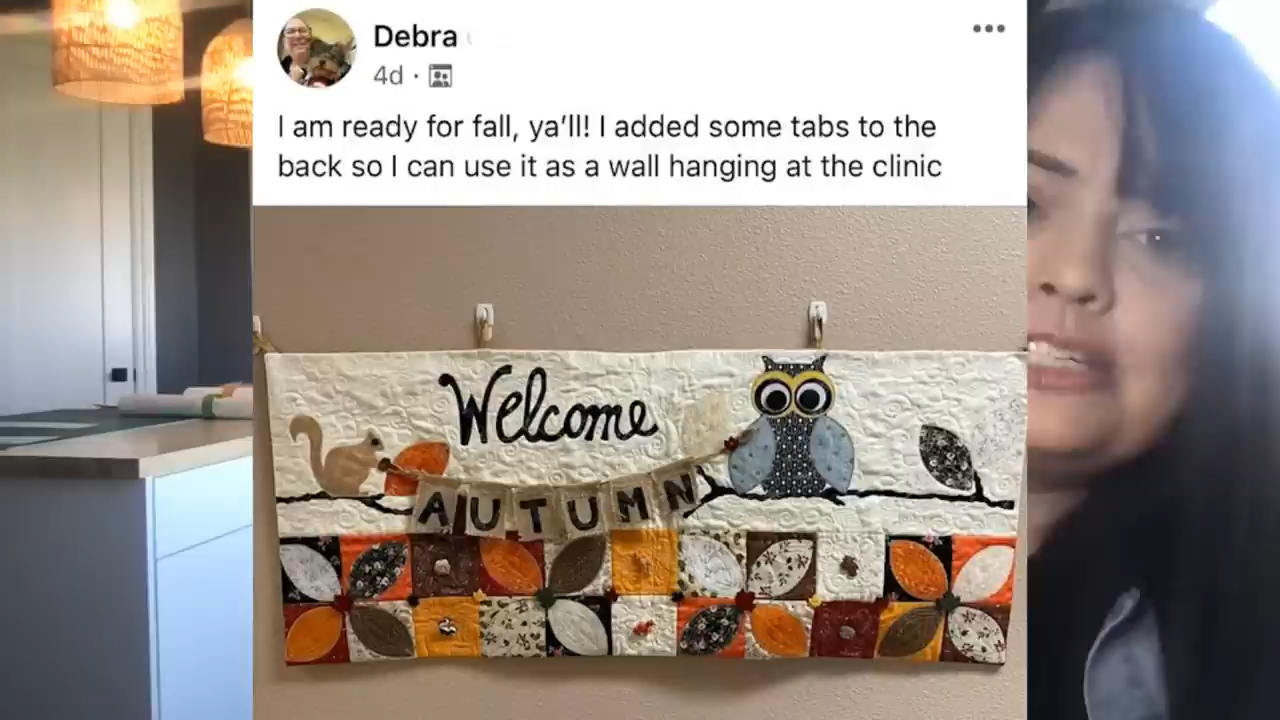 Debra
4d ·
I am ready for fall, ya'll! I added some tabs to the
back so I can use it as a wall hanging at the clinic
Welcome
AUTUMN